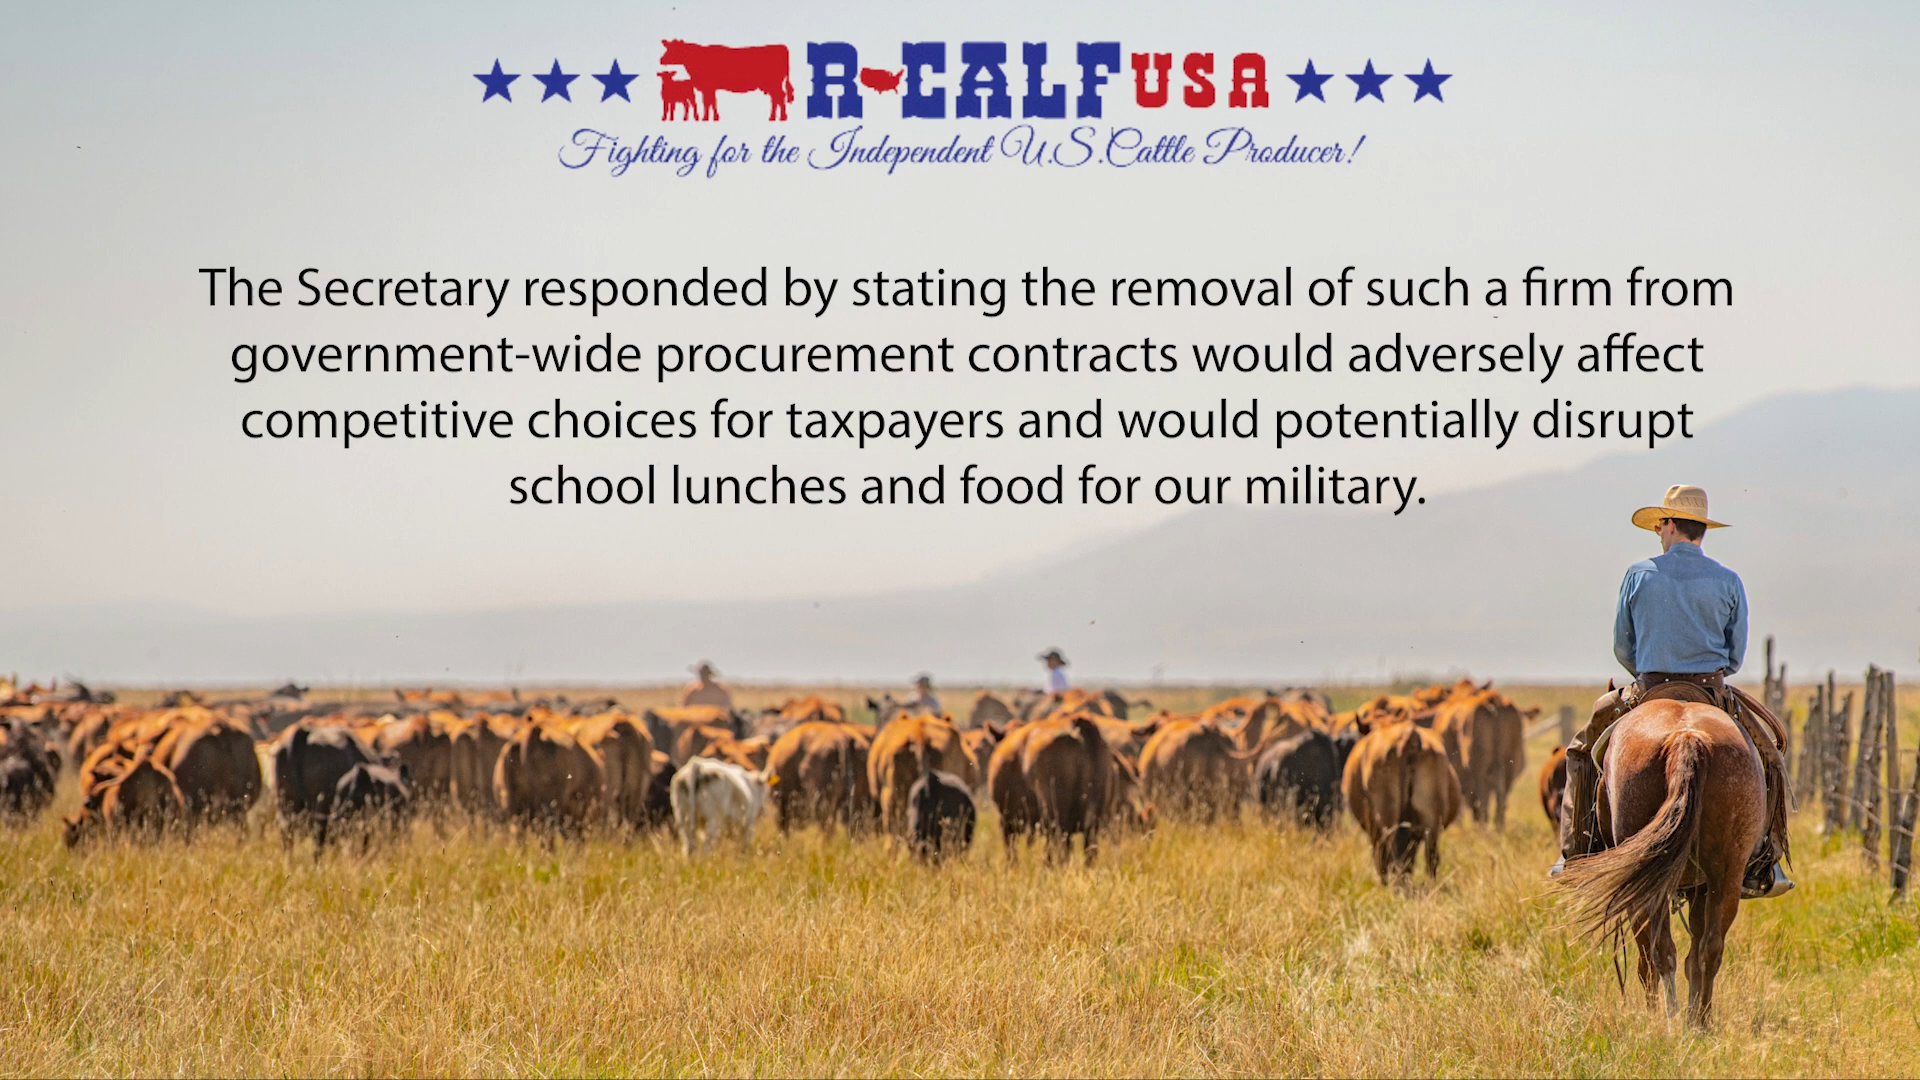 R-CALF USA
Fighting for the Independent U.S. Cattle Producer!
The Secretary responded by stating the removal of such a firm from
government-wide procurement contracts would adversely affect
competitive choices for taxpayers and would potentially disrupt
school lunches and food for our military.